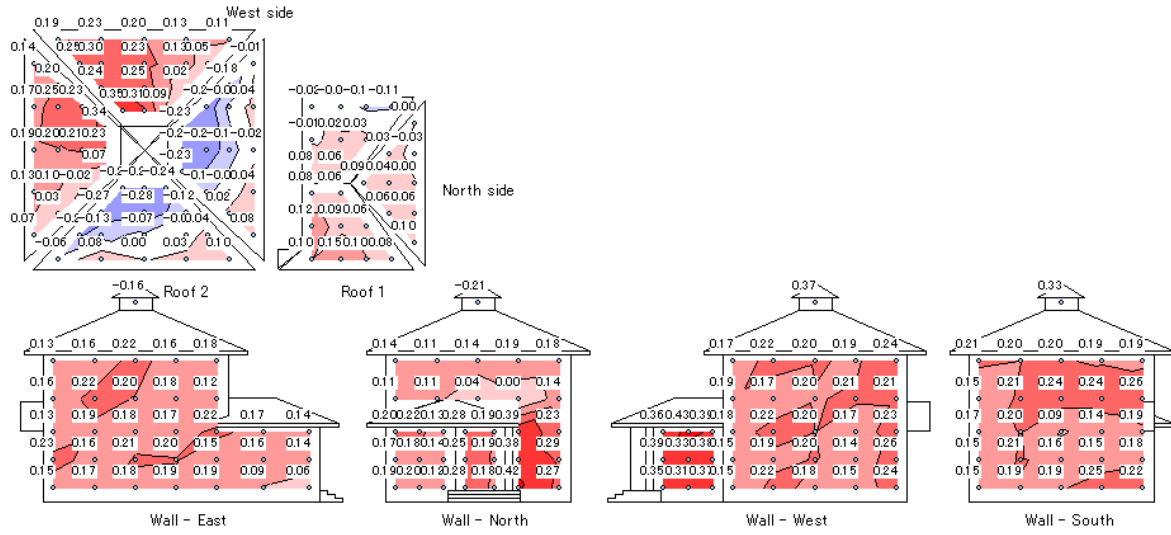 West side
0.19 0.23 0.20 0.13 0.11
0.14 0.25 0.30 0.23 0.13 0.05 -0.01
0.20 0.24 0.25 0.02 -0.18
0.17 0.25 0.23 0.35 0.31 0.09
0.34 -0.23
0.19 0.20 0.21 0.23 -0.02
0.07 -0.23
0.13 0.10 -0.02 -0.24 0.04
0.03 -0.27 -0.28 -0.12 0.02
0.07 -0.13 -0.07 0.04 0.08
-0.06 0.08 0.00 0.03 0.10
Roof 2
-0.02 -0.11
0.00
-0.01 0.02 0.03
0.03 -0.03
0.08 0.06
0.09 0.04 0.00
0.08 0.06
0.06 0.06
0.12 0.09 0.06
0.10
0.10 0.15 0.10 0.08
Roof 1
North side
-0.16
0.13 0.16 0.22 0.16 0.18
0.16 0.22 0.20 0.18 0.12
0.13 0.19 0.18 0.17 0.22 0.17 0.14
0.23 0.16 0.21 0.20 0.15 0.16 0.14
0.15 0.17 0.18 0.19 0.19 0.09 0.06
Wall - East
-0.21
0.14 0.11 0.14 0.19 0.18
0.11 0.11 0.04 0.00 0.14
0.20 0.22 0.13 0.28 0.19 0.39 0.23
0.17 0.18 0.14 0.25 0.19 0.38 0.29
0.19 0.20 0.12 0.28 0.18 0.42 0.27
Wall - North
0.37
0.17 0.22 0.20 0.19 0.24
0.19 0.17 0.20 0.21 0.21
0.36 0.43 0.39 0.18 0.22 0.20 0.17 0.23
0.39 0.33 0.38 0.15 0.19 0.20 0.14 0.26
0.35 0.31 0.37 0.15 0.22 0.18 0.20 0.24
Wall - West
0.33
0.21 0.20 0.20 0.19 0.19
0.15 0.21 0.24 0.24 0.26
0.17 0.20 0.09 0.14 0.19
0.15 0.21 0.16 0.15 0.18
0.15 0.19 0.19 0.25 0.22
Wall - South